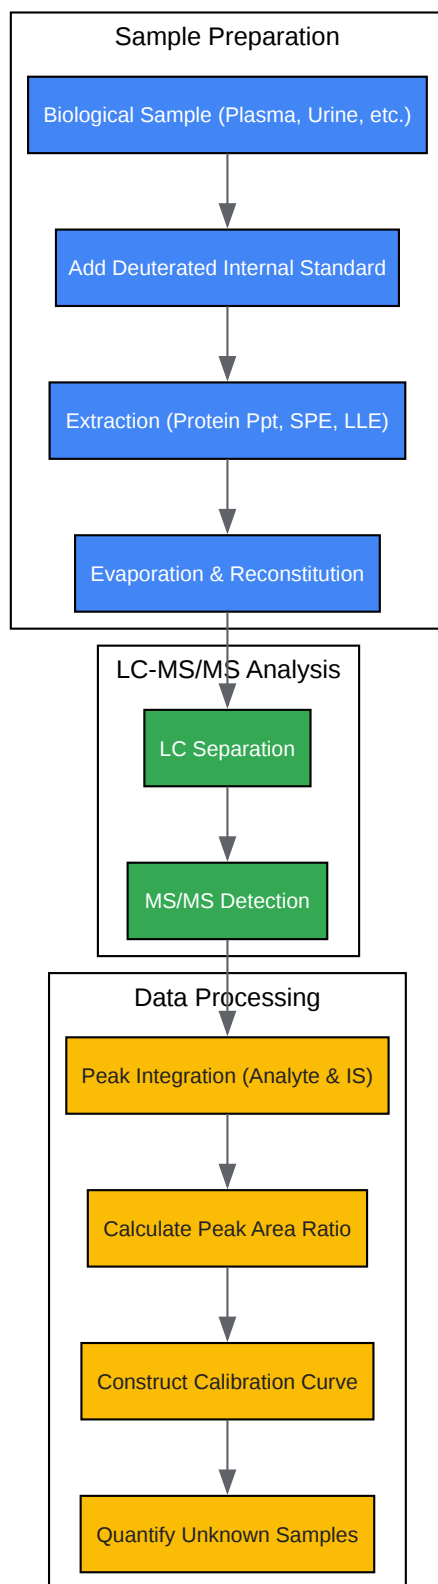 Sample Preparation
Biological Sample (Plasma, Urine, etc.)
Add Deuterated Internal Standard
Extraction (Protein Ppt, SPE, LLE)
Evaporation & Reconstitution
LC-MS/MS Analysis
LC Separation
MS/MS Detection
Data Processing
Peak Integration (Analyte & IS)
Calculate Peak Area Ratio
Construct Calibration Curve
Quantify Unknown Samples